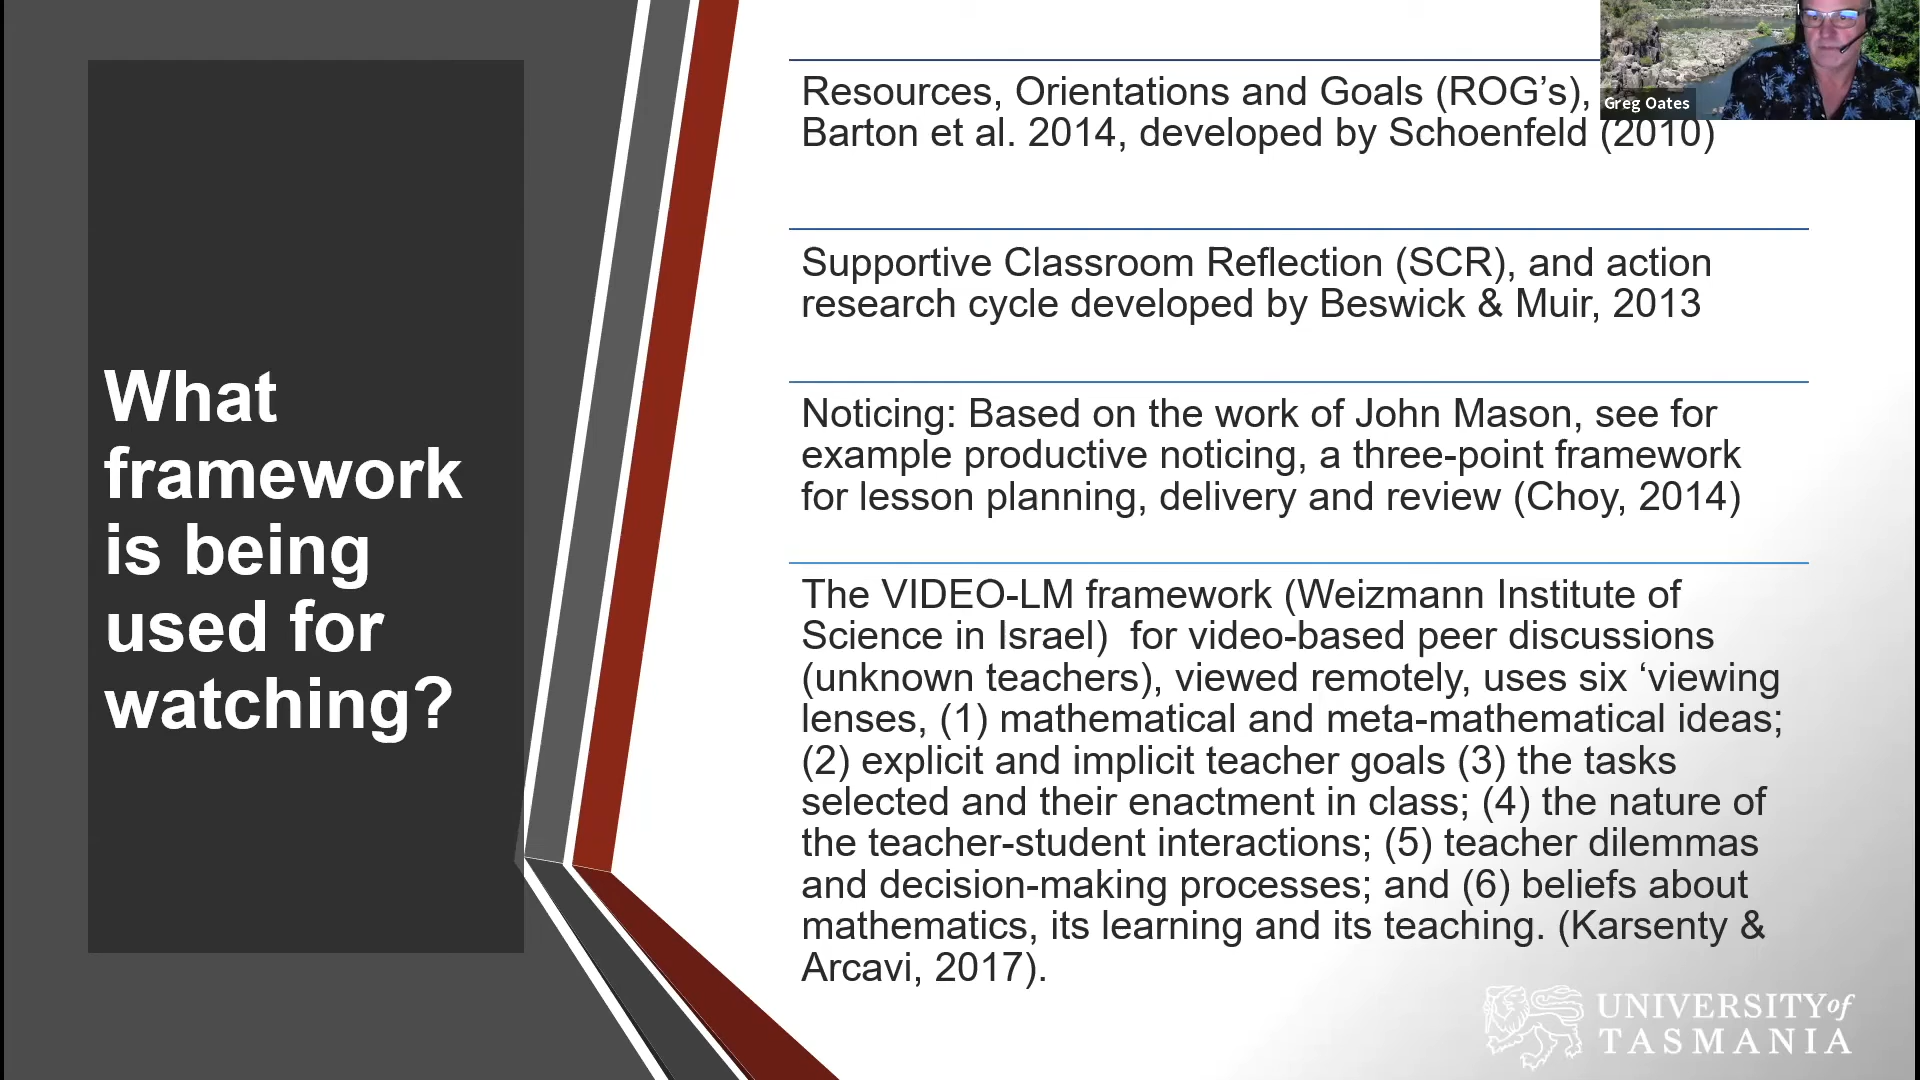 What
framework
is being
used for
watching?
Resources, Orientations and Goals (ROG’s),
Barton et al. 2014, developed by Schoenfeld (2010)
Supportive Classroom Reflection (SCR), and action
research cycle developed by Beswick & Muir, 2013
Noticing: Based on the work of John Mason, see for
example productive noticing, a three-point framework
for lesson planning, delivery and review (Choy, 2014)
The VIDEO-LM framework (Weizmann Institute of
Science in Israel)  for video-based peer discussions
(unknown teachers), viewed remotely, uses six ‘viewing
lenses, (1) mathematical and meta-mathematical ideas;
(2) explicit and implicit teacher goals (3) the tasks
selected and their enactment in class; (4) the nature of
the teacher-student interactions; (5) teacher dilemmas
and decision-making processes; and (6) beliefs about
mathematics, its learning and its teaching. (Karsenty &
Arcavi, 2017).
Greg Oates
UNIVERSITY of
TASMANIA